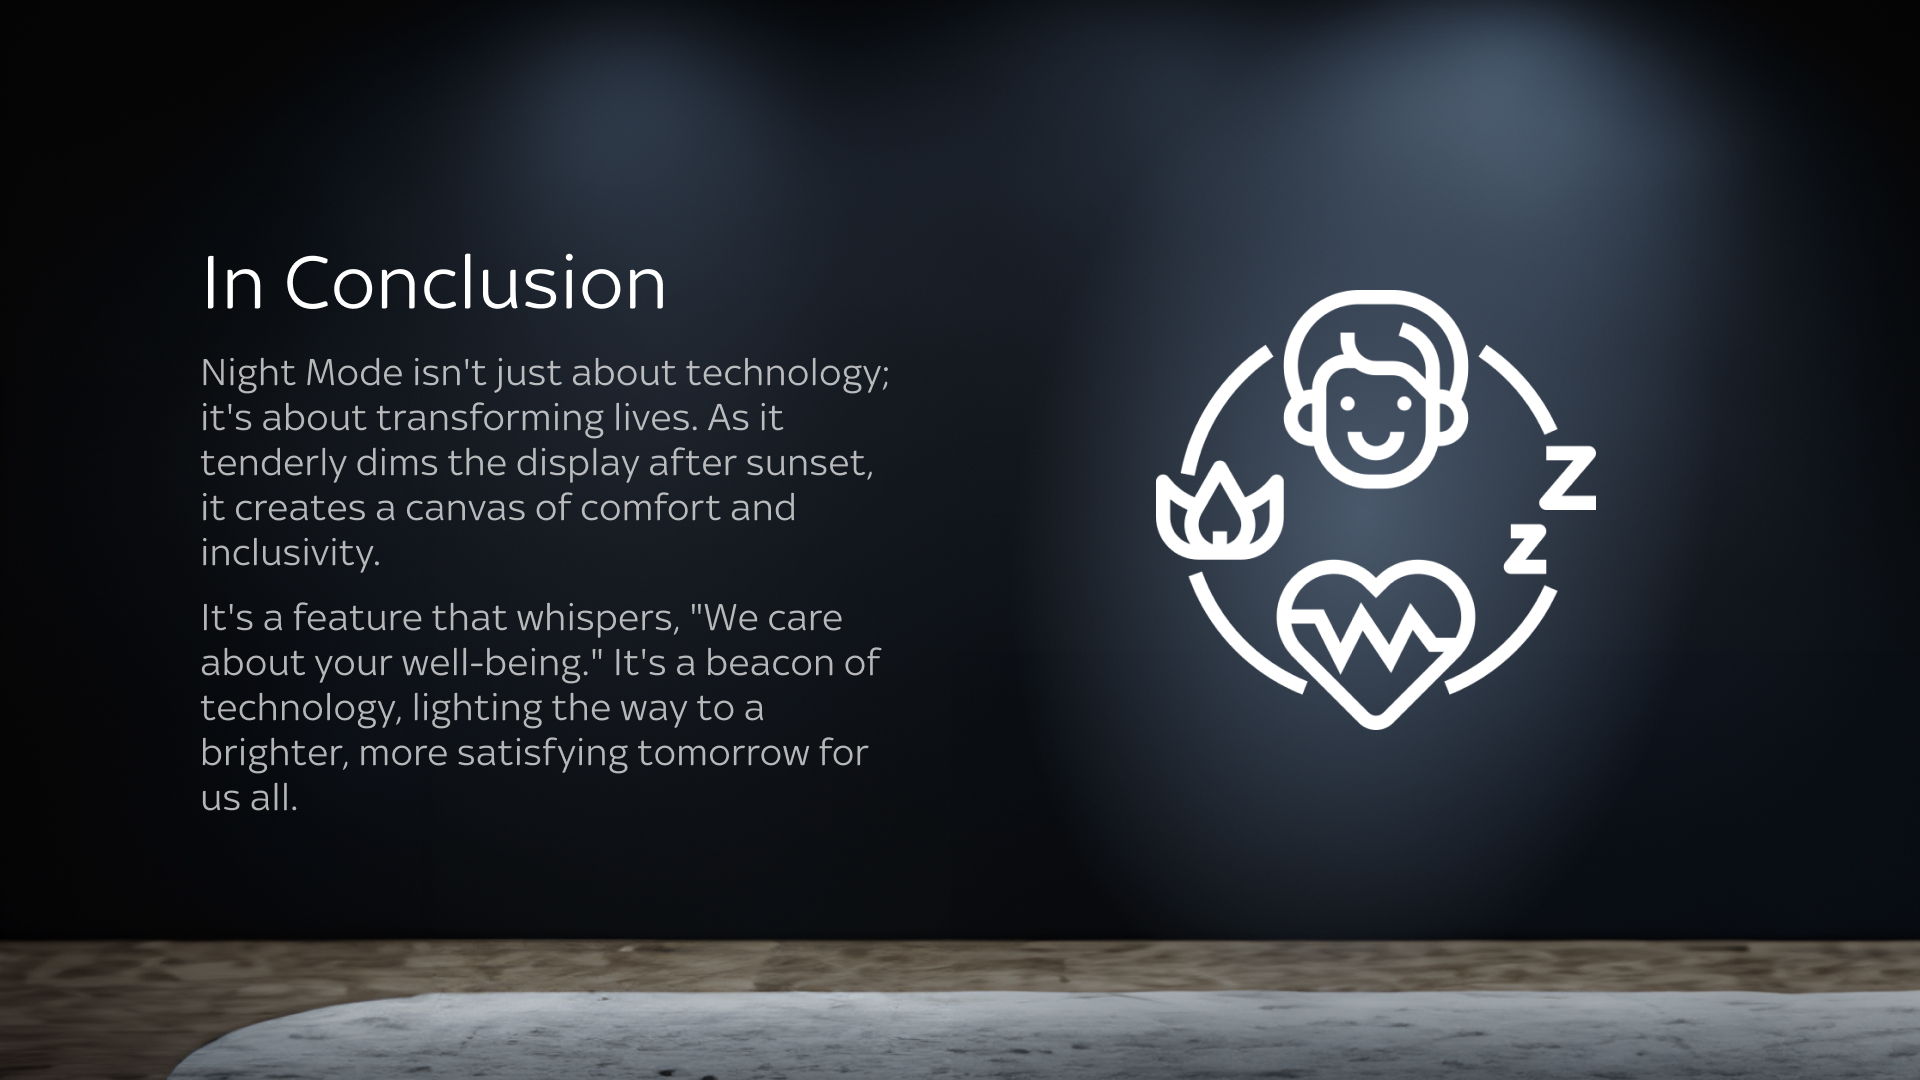 In Conclusion
Night Mode isn't just about technology;
it's about transforming lives. As it
tenderly dims the display after sunset,
it creates a canvas of comfort and
inclusivity.
It's a feature that whispers, "We care
about your well-being." It's a beacon of
technology, lighting the way to a
brighter, more satisfying tomorrow for
us all.
Z
z